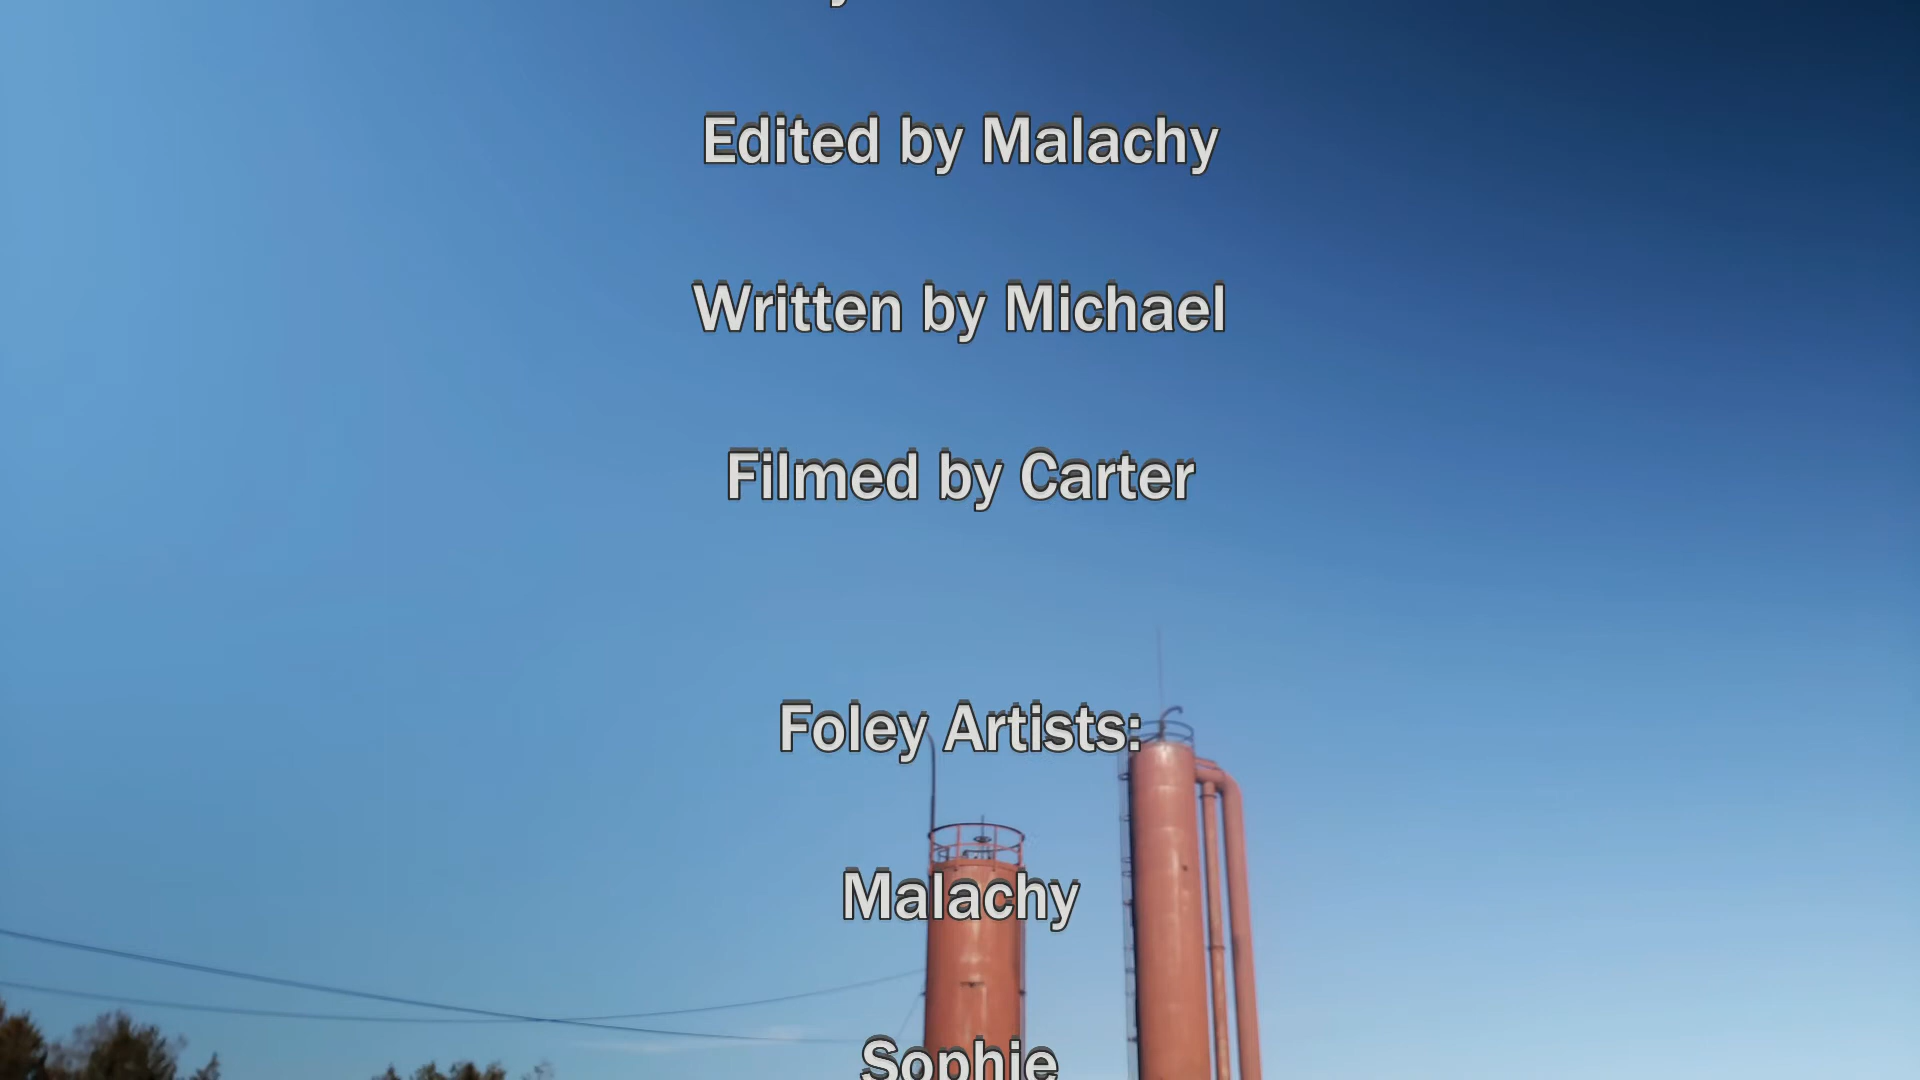 Edited by Malachy
Written by Michael
Filmed by Carter
Foley Artists:
Malachy
Sophie